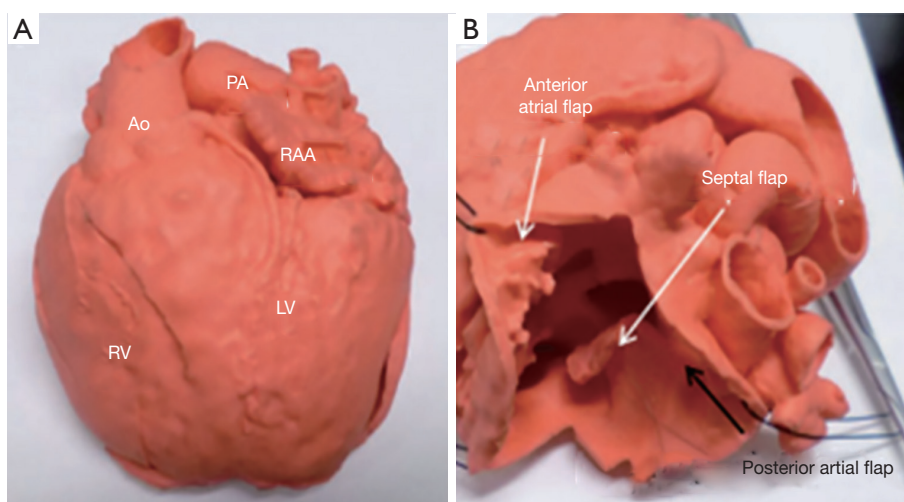 A
PA
Ao
RAA
LV
RV
B
Anterior
atrial flap
Septal flap
Posterior artial flap